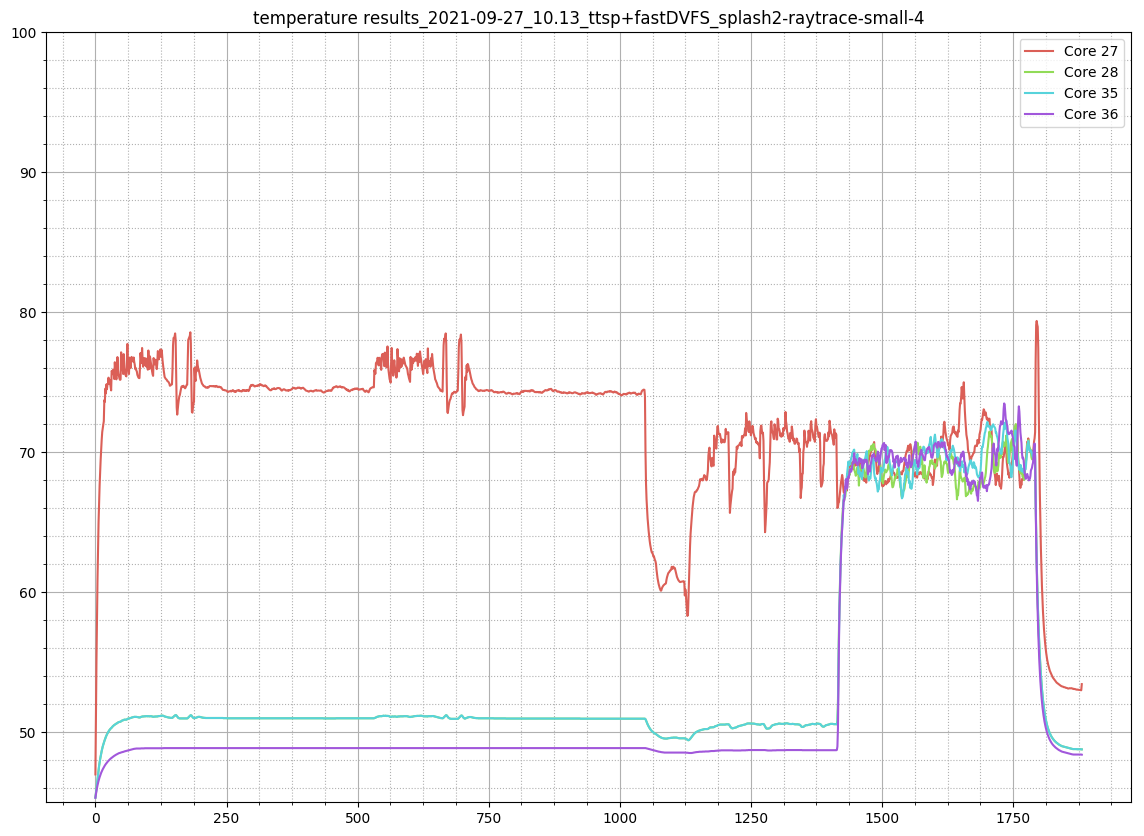 temperature results_2021-09-27_10.13_ttsp+fastDVFS_splash2-raytrace-small-4
Core 27
Core 28
Core 35
Core 36
100
90
80
70
60
50
0
250
500
750
1000
1250
1500
1750